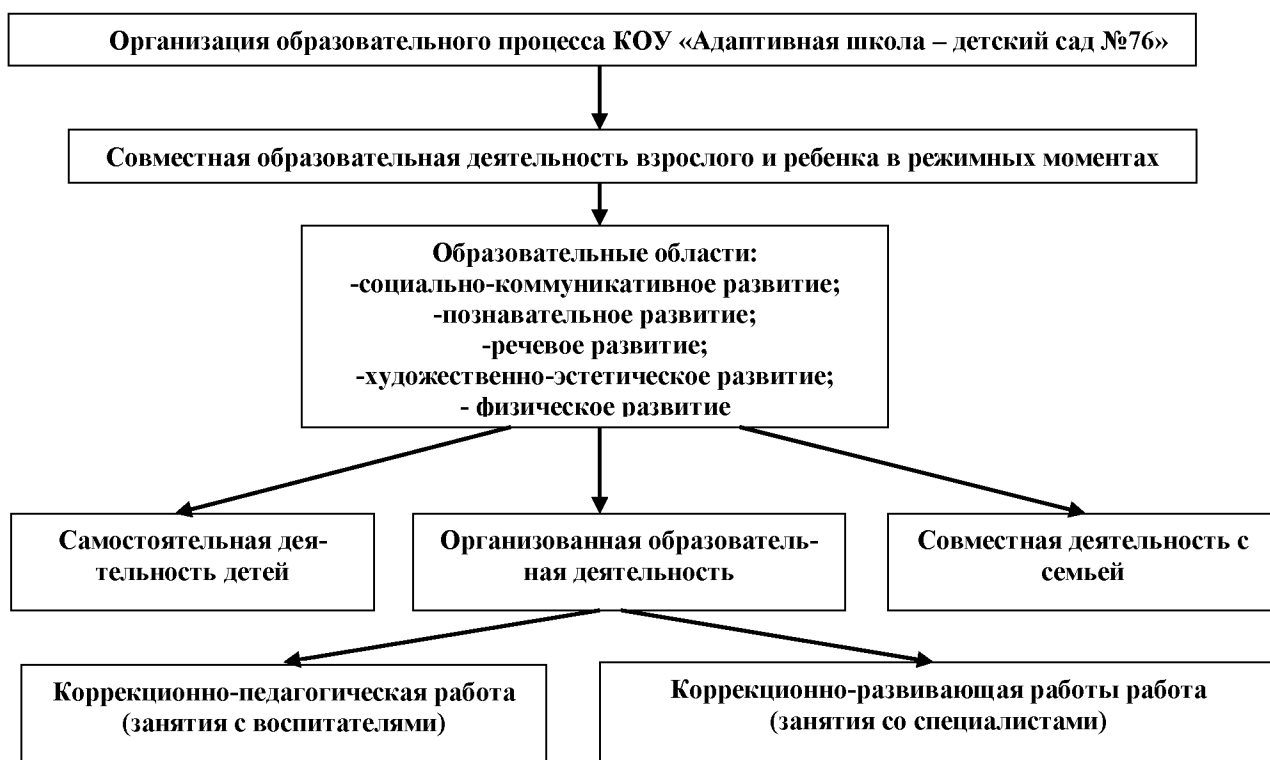 Организация образовательного процесса КОУ «Адаптивная школа – детский сад №76»
Совместная образовательная деятельность взрослого и ребенка в режимных моментах
Образовательные области:
-социально-коммуникативное развитие;
-познавательное развитие;
-речевое развитие;
-художественно-эстетическое развитие;
- физическое развитие
Самостоятельная дея-
тельность детей
Организованная образователь-
ная деятельность
Совместная деятельность с
семьей
Коррекционно-педагогическая работа
(занятия с воспитателями)
Коррекционно-развивающая работы работа
(занятия со специалистами)